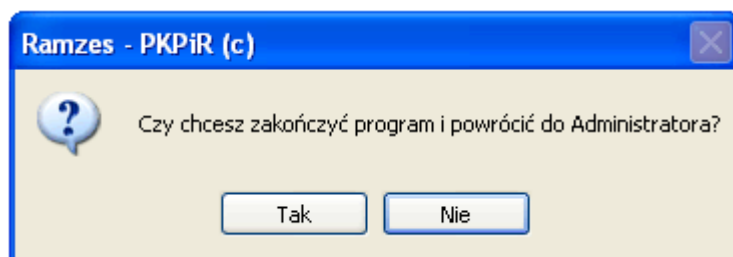 Ramzes - PKPiR (c)
Czy chcesz zakończyć program i powrócić do Administratora?
Tak
Nie